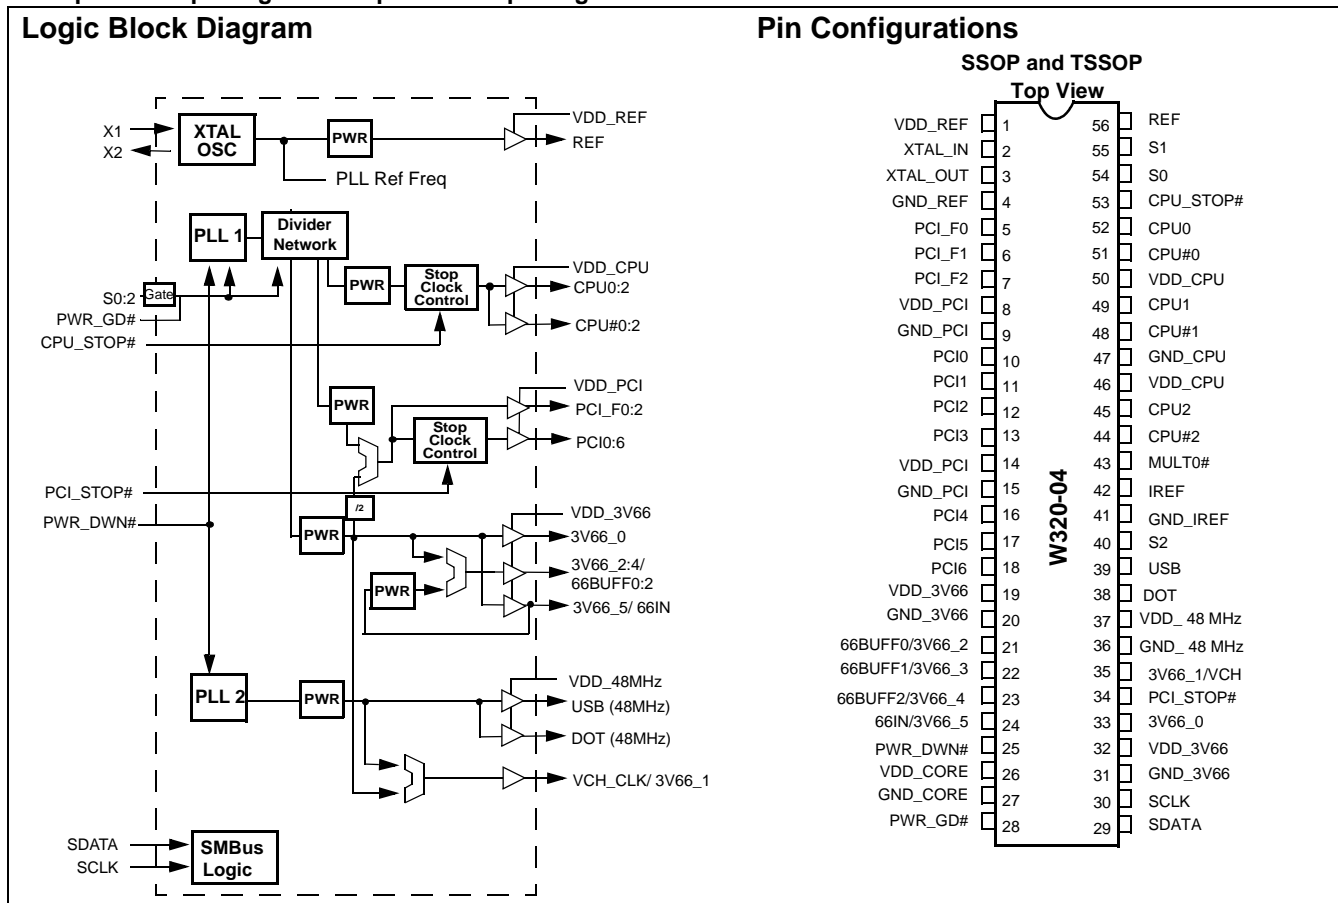 Logic Block Diagram
X1
X2
XTAL
OSC
PWR
VDD_REF
REF
PLL Ref Freq
PLL 1
Divider
Network
S0:2
Gate
PWR_GD#
CPU_STOP#
PWR
Stop
Clock
Control
VDD_CPU
CPU0:2
CPU#0:2
PWR
Stop
Clock
Control
VDD_PCI
PCI_F0:2
PCI0:6
PCI_STOP#
PWR_DWN#
/2
PWR
PWR
VDD_3V66
3V66_0
3V66_2:4/
66BUFF0:2
3V66_5/ 66IN
PLL 2
PWR
VDD_48MHz
USB (48MHz)
DOT (48MHz)
VCH_CLK/ 3V66_1
SDATA
SCLK
SMBus
Logic
Pin Configurations
SSOP and TSSOP
Top View
W320-04
VDD_REF 1 56 REF
XTAL_IN 2 55 S1
XTAL_OUT 3 54 S0
GND_REF 4 53 CPU_STOP#
PCI_F0 5 52 CPU0
PCI_F1 6 51 CPU#0
PCI_F2 7 50 VDD_CPU
VDD_PCI 8 49 CPU1
GND_PCI 9 48 CPU#1
PCI0 10 47 GND_CPU
PCI1 11 46 VDD_CPU
PCI2 12 45 CPU2
PCI3 13 44 CPU#2
VDD_PCI 14 43 MULT0#
GND_PCI 15 42 IREF
PCI4 16 41 GND_IREF
PCI5 17 40 S2
PCI6 18 39 USB
VDD_3V66 19 38 DOT
GND_3V66 20 37 VDD_ 48 MHz
66BUFF0/3V66_2 21 36 GND_ 48 MHz
66BUFF1/3V66_3 22 35 3V66_1/VCH
66BUFF2/3V66_4 23 34 PCI_STOP#
66IN/3V66_5 24 33 3V66_0
PWR_DWN# 25 32 VDD_3V66
VDD_CORE 26 31 GND_3V66
GND_CORE 27 30 SCLK
PWR_GD# 28 29 SDATA